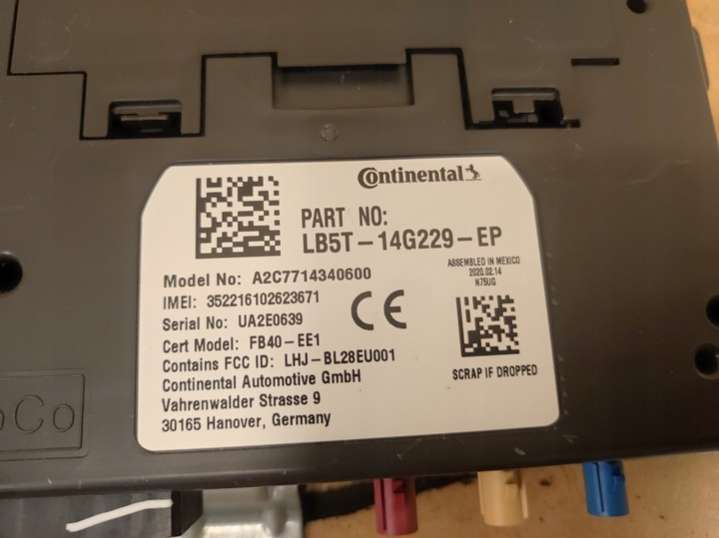 Continental
PART NO:
LB5T-14G229-EP
ASSEMBLED IN MEXICO
2020.02.14
N75UG
Model No: A2C7714340600
IMEI: 352216102623671
Serial No: UA2E0639
Cert Model: FB40-EE1
Contains FCC ID: LHJ-BL28EU001
Continental Automotive GmbH
Vahrenwalder Strasse 9
30165 Hanover, Germany
SCRAP IF DROPPED
oCo